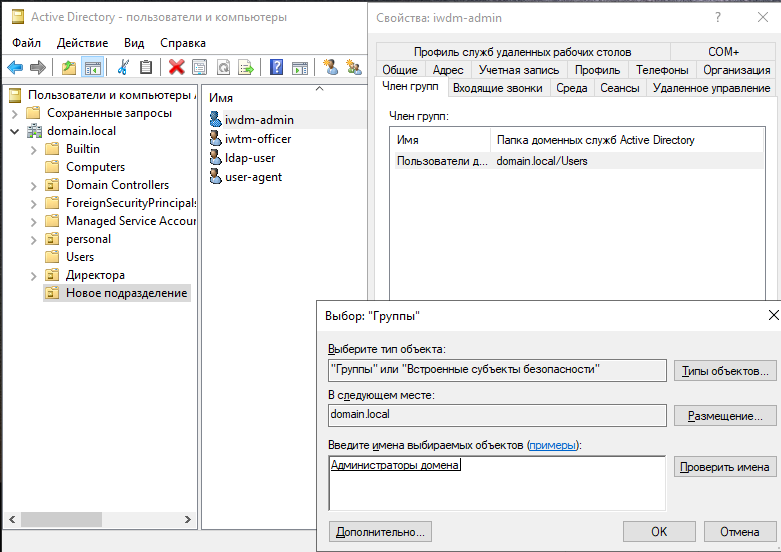 Active Directory - пользователи и компьютеры
Файл Действие Вид Справка
Пользователи и компьютеры A
Сохраненные запросы
domain.local
Builtin
Computers
Domain Controllers
ForeignSecurityPrincipals
Managed Service Accour
personal
Users
Директора
Новое подразделение
Имя
iwdm-admin
iwtm-officer
ldap-user
user-agent
Свойства: iwdm-admin
? ×
Профиль служб удаленных рабочих столов COM+
Общие Адрес Учетная запись Профиль Телефоны Организация
Член групп Входящие звонки Среда Сеансы Удаленное управление
Член групп:
Имя Папка доменных служб Active Directory
Пользователи д... domain.local/Users
Выбор: "Группы"
Выберите тип объекта:
"Группы" или "Встроенные субъекты безопасности"
Типы объектов...
В следующем месте:
domain.local
Размещение...
Введите имена выбираемых объектов (примеры):
Администраторы домена
Проверить имена
Дополнительно...
OK
Отмена